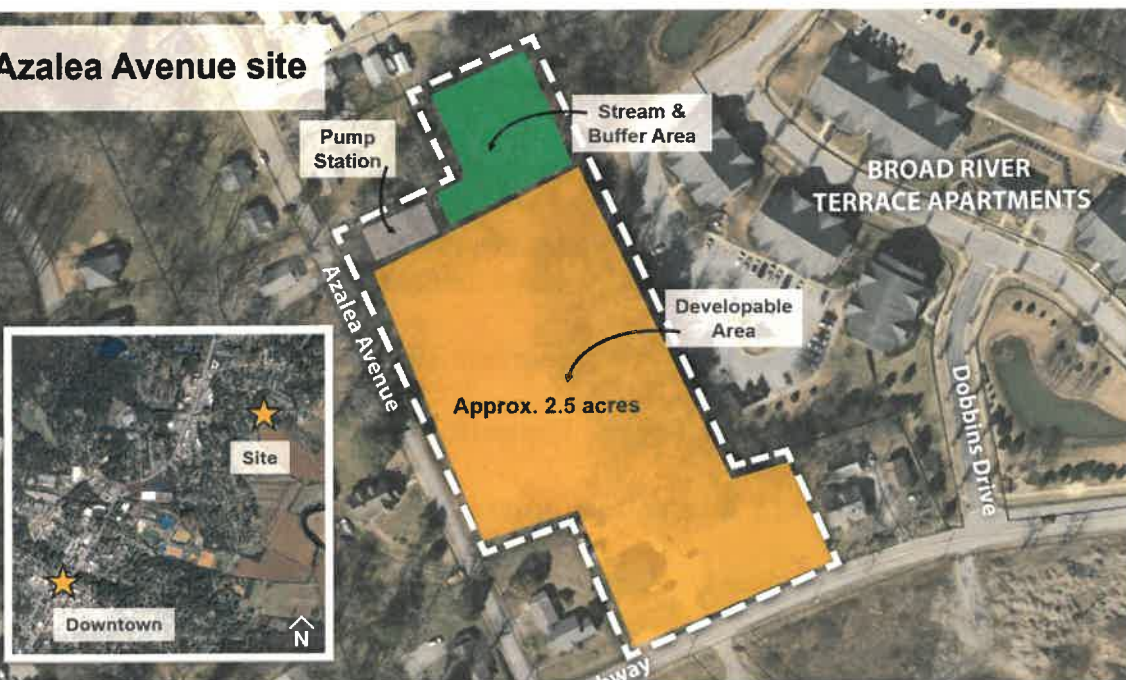 Azalea Avenue site
Pump
Station
Stream &
Buffer Area
BROAD RIVER
TERRACE APARTMENTS
Azalea Avenue
Developable
Area
Approx. 2.5 acres
Dobbins Drive
Site
Downtown
N